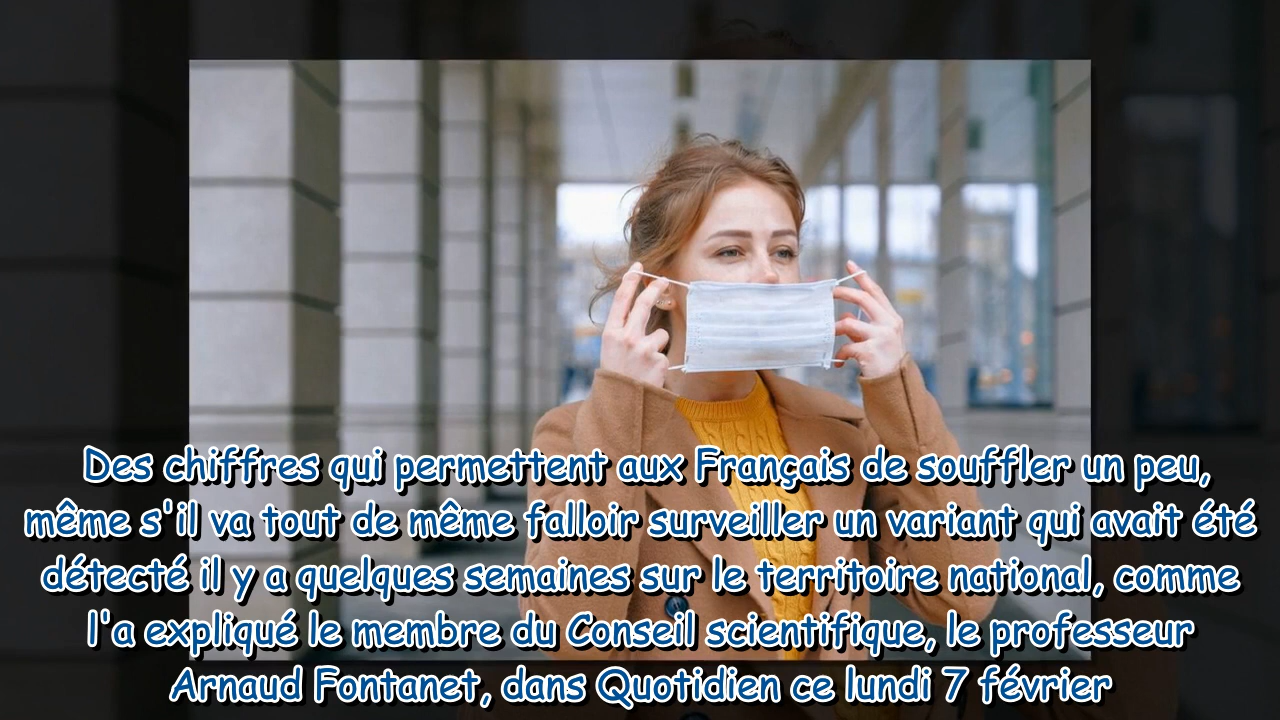 Des chiffres qui permettent aux Français de souffler un peu,
même s'il va tout de même falloir surveiller un variant qui avait été
détecté il y a quelques semaines sur le territoire national, comme
l'a expliqué le membre du Conseil scientifique, le professeur
Arnaud Fontanet, dans Quotidien ce lundi 7 février